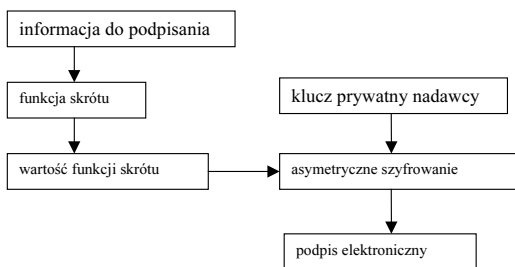 informacja do podpisania
funkcja skrótu
klucz prywatny nadawcy
wartość funkcji skrótu
asymetryczne szyfrowanie
podpis elektroniczny